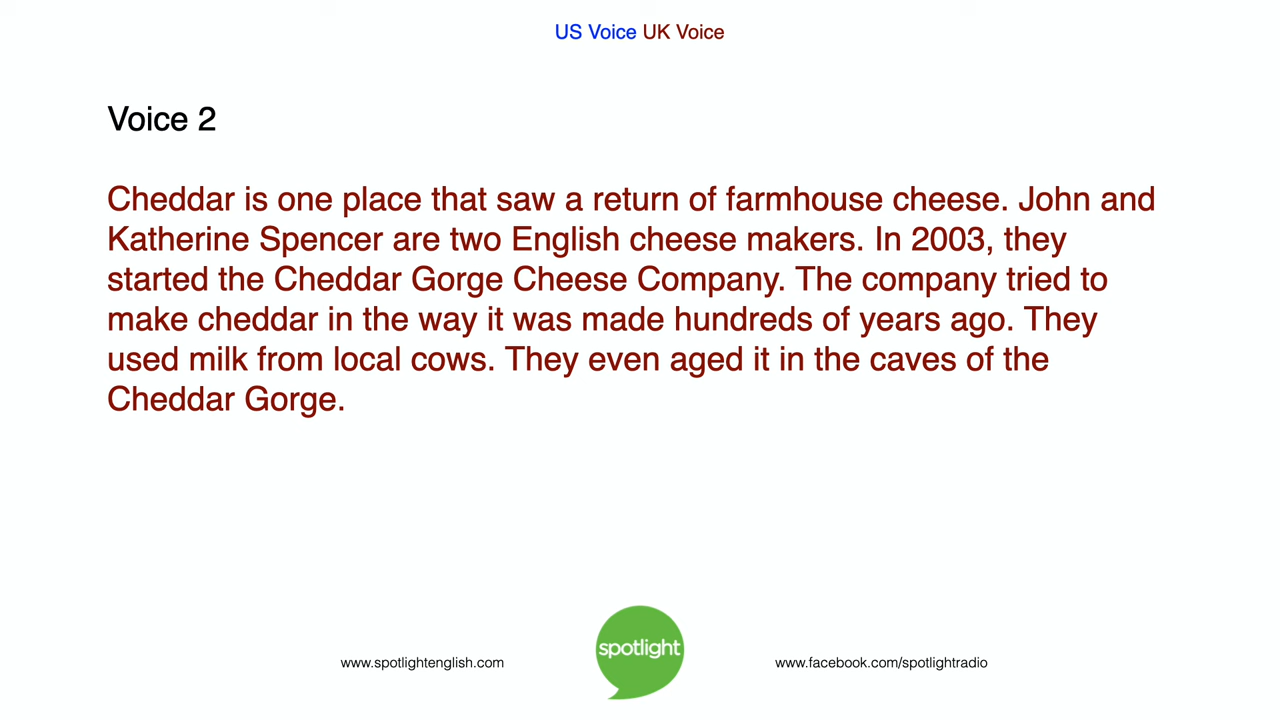 US Voice UK Voice
Voice 2
Cheddar is one place that saw a return of farmhouse cheese. John and
Katherine Spencer are two English cheese makers. In 2003, they
started the Cheddar Gorge Cheese Company. The company tried to
make cheddar in the way it was made hundreds of years ago. They
used milk from local cows. They even aged it in the caves of the
Cheddar Gorge.
www.spotlightenglish.com
spotlight
www.facebook.com/spotlightradio